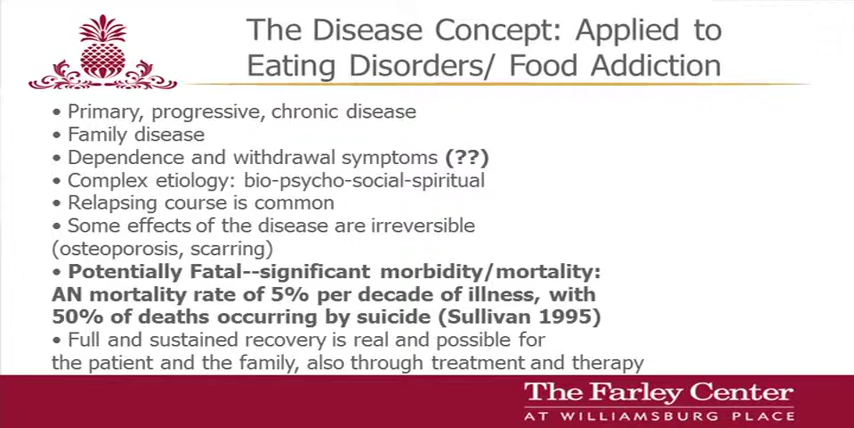 The Disease Concept: Applied to
Eating Disorders/ Food Addiction
• Primary, progressive, chronic disease
• Family disease
• Dependence and withdrawal symptoms (??)
• Complex etiology: bio-psycho-social-spiritual
• Relapsing course is common
• Some effects of the disease are irreversible
(osteoporosis, scarring)
• Potentially Fatal--significant morbidity/mortality:
AN mortality rate of 5% per decade of illness, with
50% of deaths occurring by suicide (Sullivan 1995)
• Full and sustained recovery is real and possible for
the patient and the family, also through treatment and therapy
The Farley Center
AT WILLIAMSBURG PLACE